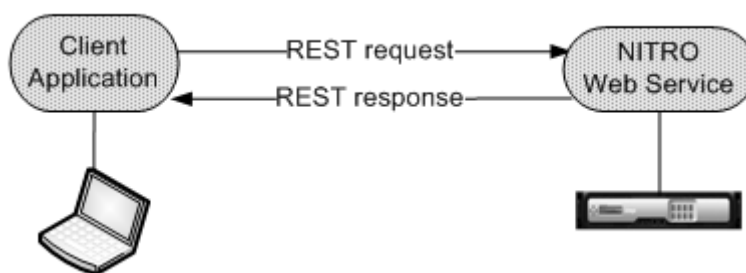 Client
Application
REST request
REST response
NITRO
Web Service